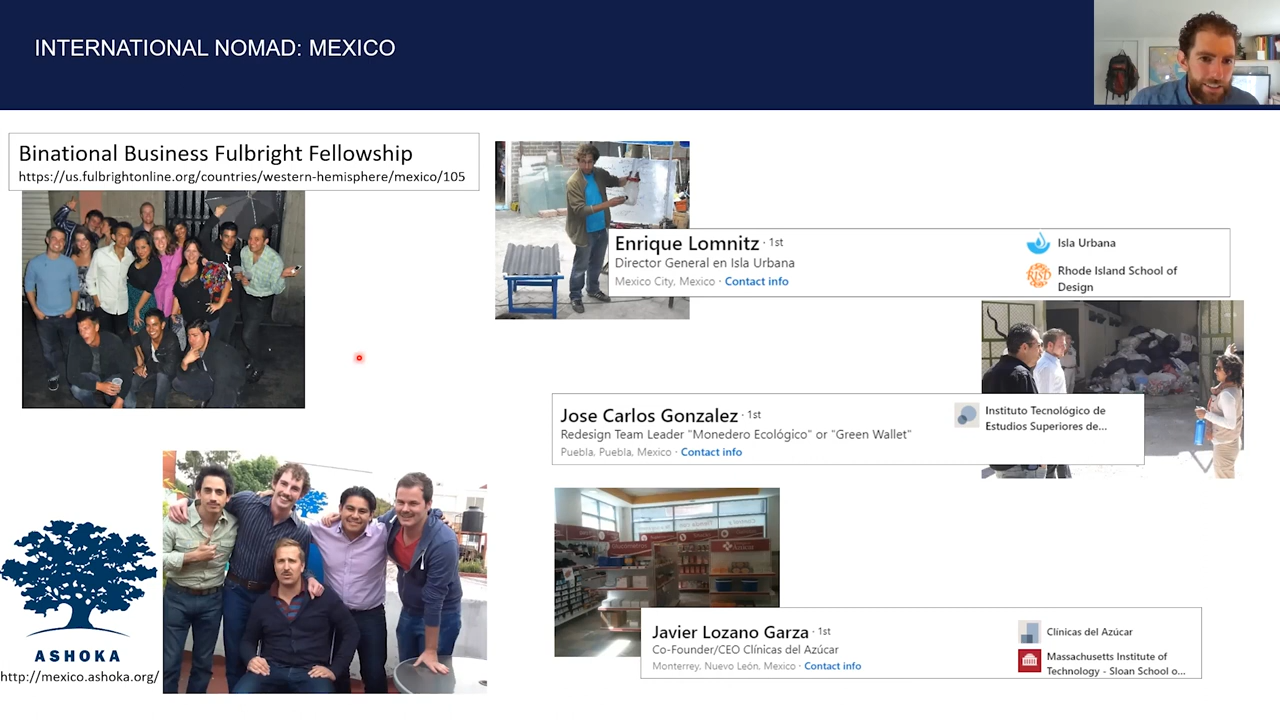 INTERNATIONAL NOMAD: MEXICO
Binational Business Fulbright Fellowship
https://us.fulbrightonline.org/countries/western-hemisphere/mexico/105
Enrique Lomnitz · 1st
Director General en Isla Urbana
Mexico City, Mexico · Contact info
Isla Urbana
RISD
Rhode Island School of
Design
Jose Carlos Gonzalez · 1st
Redesign Team Leader "Monedero Ecológico" or "Green Wallet"
Puebla, Puebla, Mexico · Contact info
Instituto Tecnológico de
Estudios Superiores de...
Javier Lozano Garza · 1st
Co-Founder/CEO Clínicas del Azúcar
Monterrey, Nuevo León, Mexico · Contact info
Clínicas del Azúcar
Massachusetts Institute of
Technology - Sloan School o...
ASHOKA
http://mexico.ashoka.org/